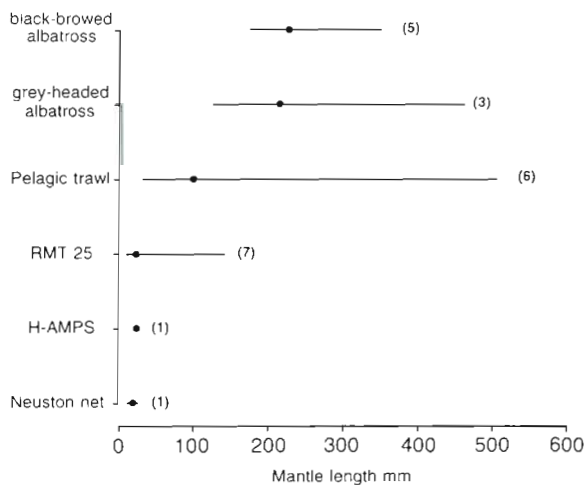 black-browed
albatross
(5)
grey-headed
albatross
(3)
Pelagic trawl
(6)
RMT 25
(7)
H-AMPS
(1)
Neuston net
(1)
0 100 200 300 400 500 600
Mantle length mm